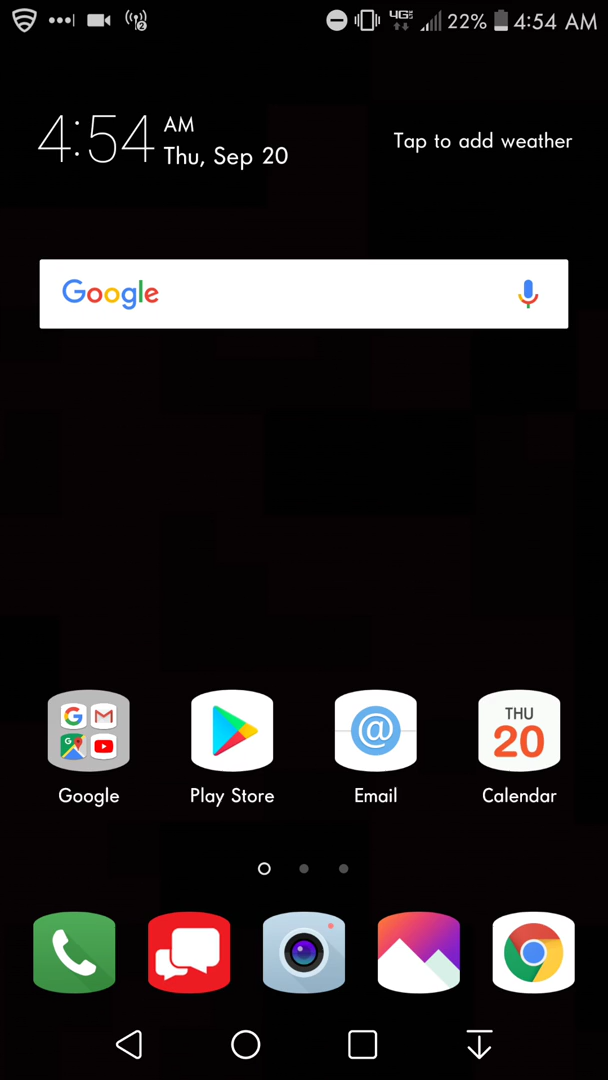 4G 22% 4:54 AM
4:54 AM
Thu, Sep 20
Tap to add weather
Google
THU
20
Google Play Store Email Calendar